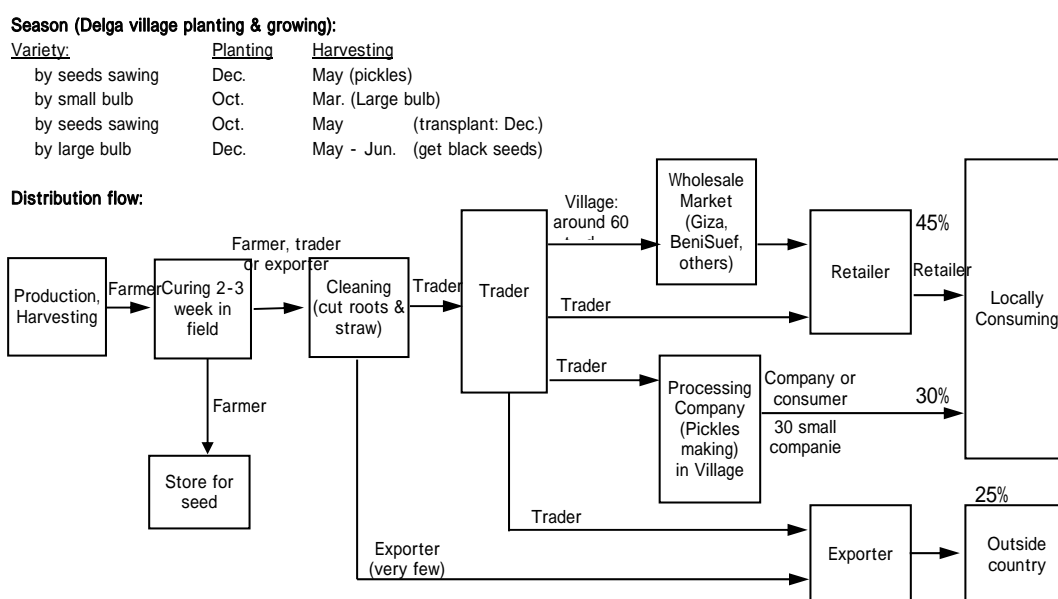 Season (Delga village planting & growing):
Variety: Planting Harvesting
by seeds sawing Dec. May (pickles)
by small bulb Oct. Mar. (Large bulb)
by seeds sawing Oct. May (transplant: Dec.)
by large bulb Dec. May - Jun. (get black seeds)
Distribution flow:
Production,
Harvesting
Farmer
Curing 2-3
week in
field
Farmer
Store for
seed
Farmer, trader
or exporter
Cleaning
(cut roots &
straw)
Trader
Trader
Village:
around 60
Wholesale
Market
(Giza,
BeniSuef,
others)
Trader
Retailer
45%
Retailer
Locally
Consuming
Trader
Processing
Company
(Pickles
making)
in Village
Company or
consumer
30 small
companie
30%
Trader
Exporter
(very few)
Exporter
25%
Outside
country